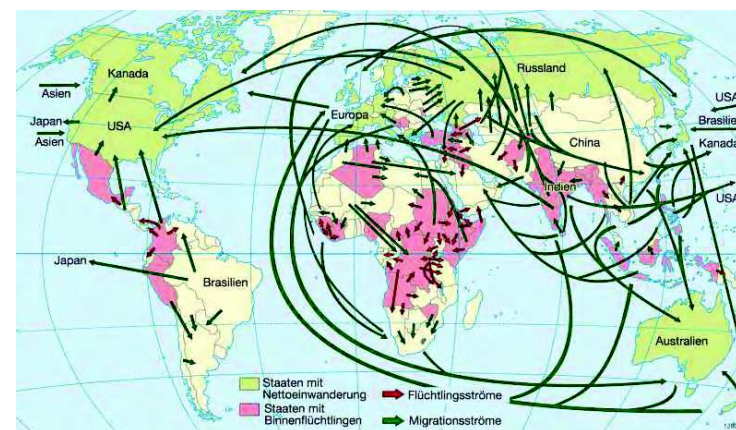 Kanada
Russland
Asien
USA
Japan
USA
Europa
Brasilie
China
Kanada
Asien
Indien
USA
Japan
Brasilien
Australien
Staaten mit
Nettoeinwanderung
Flüchtlingsströme
Staaten mit
Binnenflüchtlingen
Migrationsströme